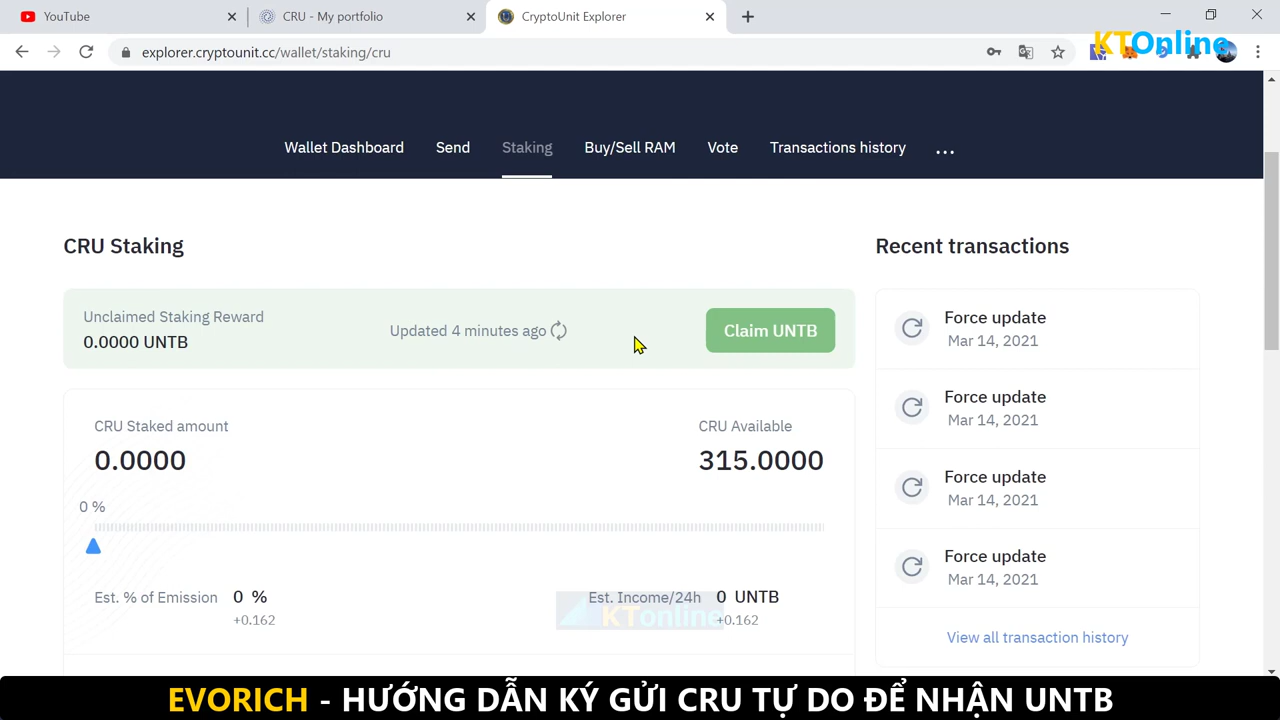 YouTube
CRU - My portfolio
CryptoUnit Explorer
explorer.cryptounit.cc/wallet/staking/cru
KTOnline
Wallet Dashboard
Send
Staking
Buy/Sell RAM
Vote
Transactions history
...
CRU Staking
Recent transactions
Unclaimed Staking Reward
0.0000 UNTB
Updated 4 minutes ago
Claim UNTB
Force update
Mar 14, 2021
CRU Staked amount
0.0000
CRU Available
315.0000
Force update
Mar 14, 2021
0 %
Force update
Mar 14, 2021
Est. % of Emission
0 %
+0.162
Est. Income/24h
0 UNTB
+0.162
KTonline
Force update
Mar 14, 2021
View all transaction history
EVORICH - HƯỚNG DẪN KÝ GỬI CRU TỰ DO ĐỂ NHẬN UNTB